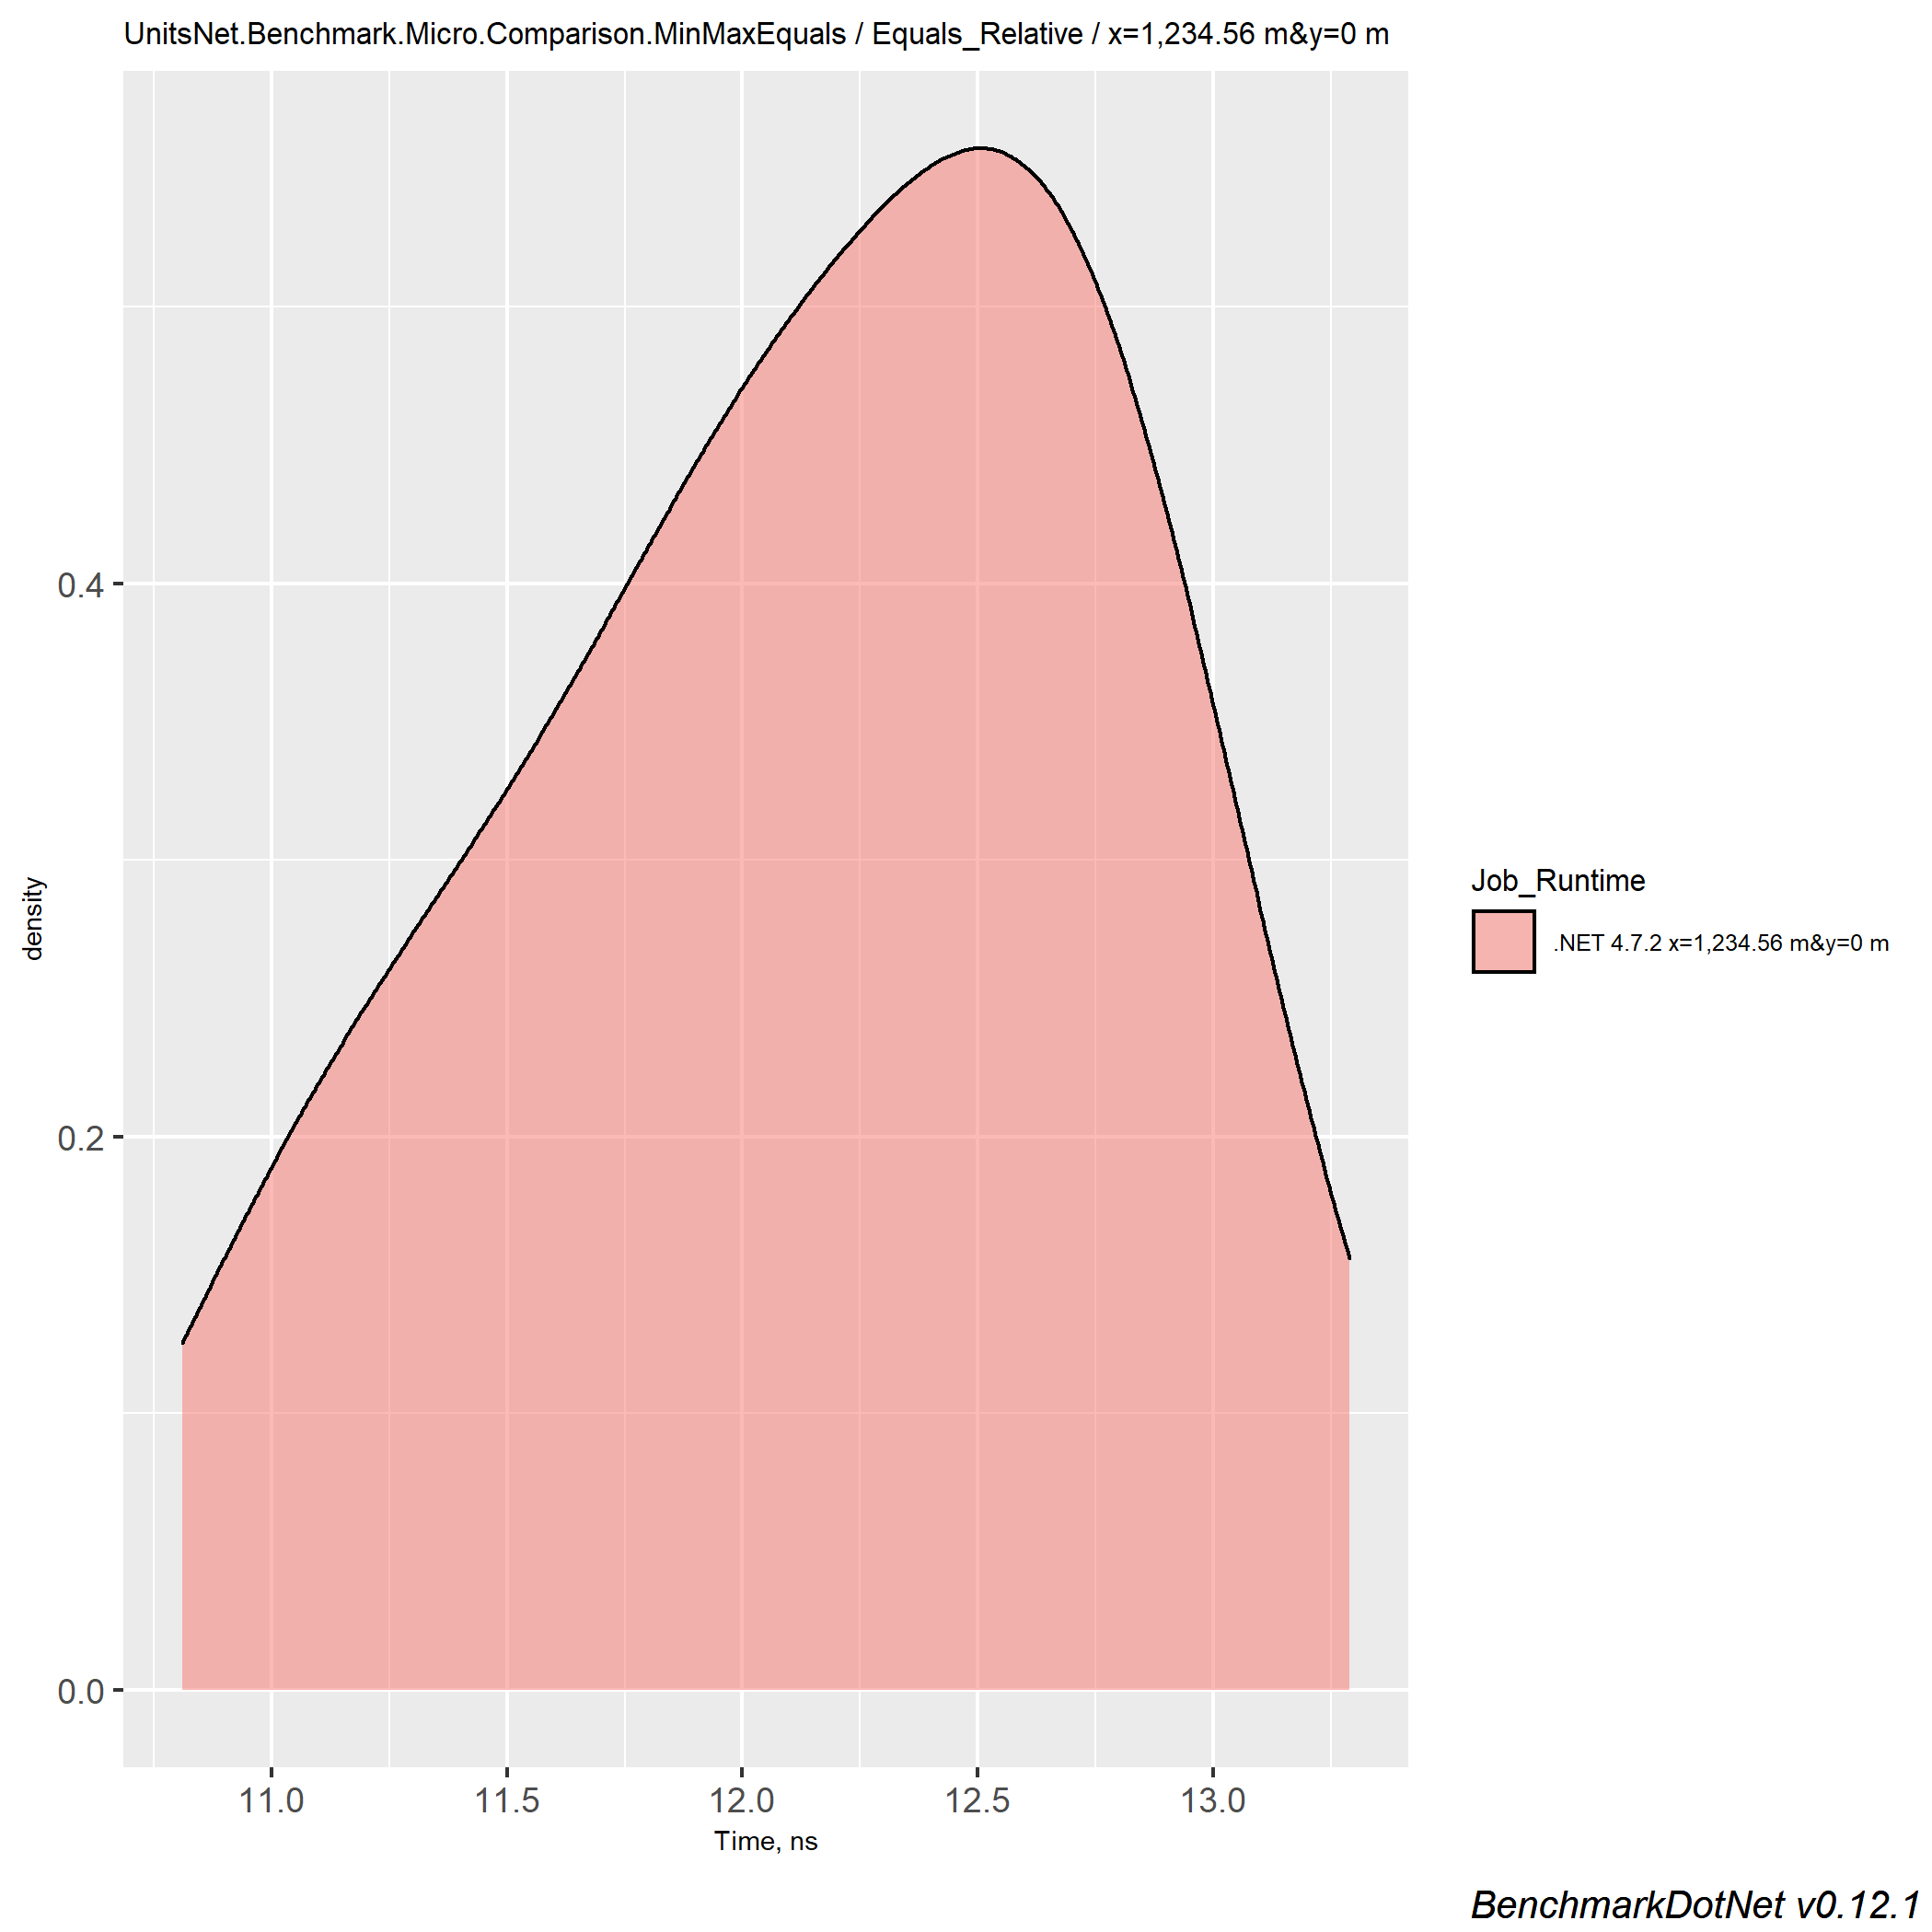 UnitsNet.Benchmark.Micro.Comparison.MinMaxEquals / Equals_Relative / x=1,234.56 m&y=0 m
0.4
0.2
0.0
density
11.0 11.5 12.0 12.5 13.0
Time, ns
Job_Runtime
.NET 4.7.2 x=1,234.56 m&y=0 m
BenchmarkDotNet v0.12.1